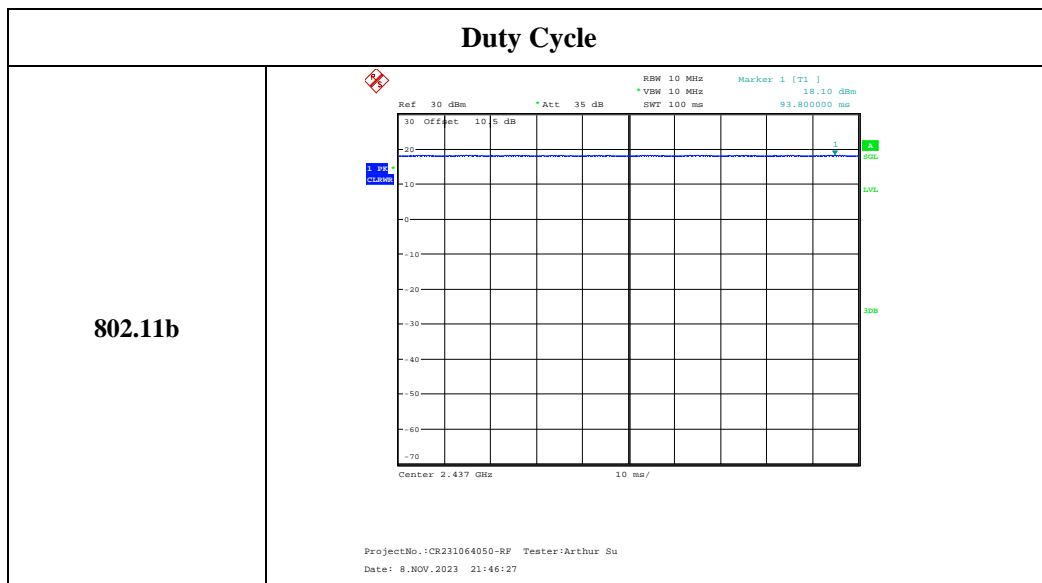 Duty Cycle
802.11b
R S
RBW 10 MHz Marker 1 [T1 ]
*VBW 10 MHz 18.10 dBm
Ref 30 dBm *Att 35 dB SWT 100 ms 93.800000 ms
30 Offset 10.5 dB
20
1
A
SGL
1 PK *
CLRWR
10
LVL
0
-10
-20
3DB
-30
-40
-50
-60
-70
Center 2.437 GHz 10 ms/
ProjectNo.:CR231064050-RF Tester:Arthur Su
Date: 8.NOV.2023 21:46:27